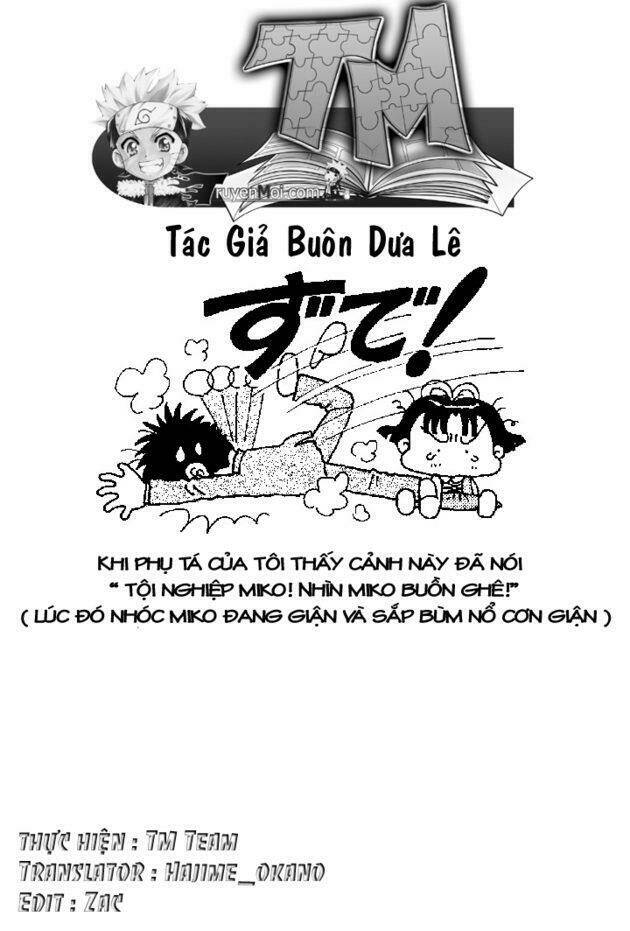 TM
ruyenMoi.com
Tác Giả Buôn Dưa Lê
ずで!
KHI PHỤ TÁ CỦA TÔI THẤY CẢNH NÀY ĐÃ NÓI
“ TỘI NGHIỆP MIKO! NHÌN MIKO BUỒN GHÊ!”
( LÚC ĐÓ NHÓC MIKO ĐANG GIẬN VÀ SẮP BÙM NỔ CƠN GIẬN )
THỰC HIỆN : TM TEAM
TRANSLATOR : HAJIME_OKANO
EDIT : ZAC